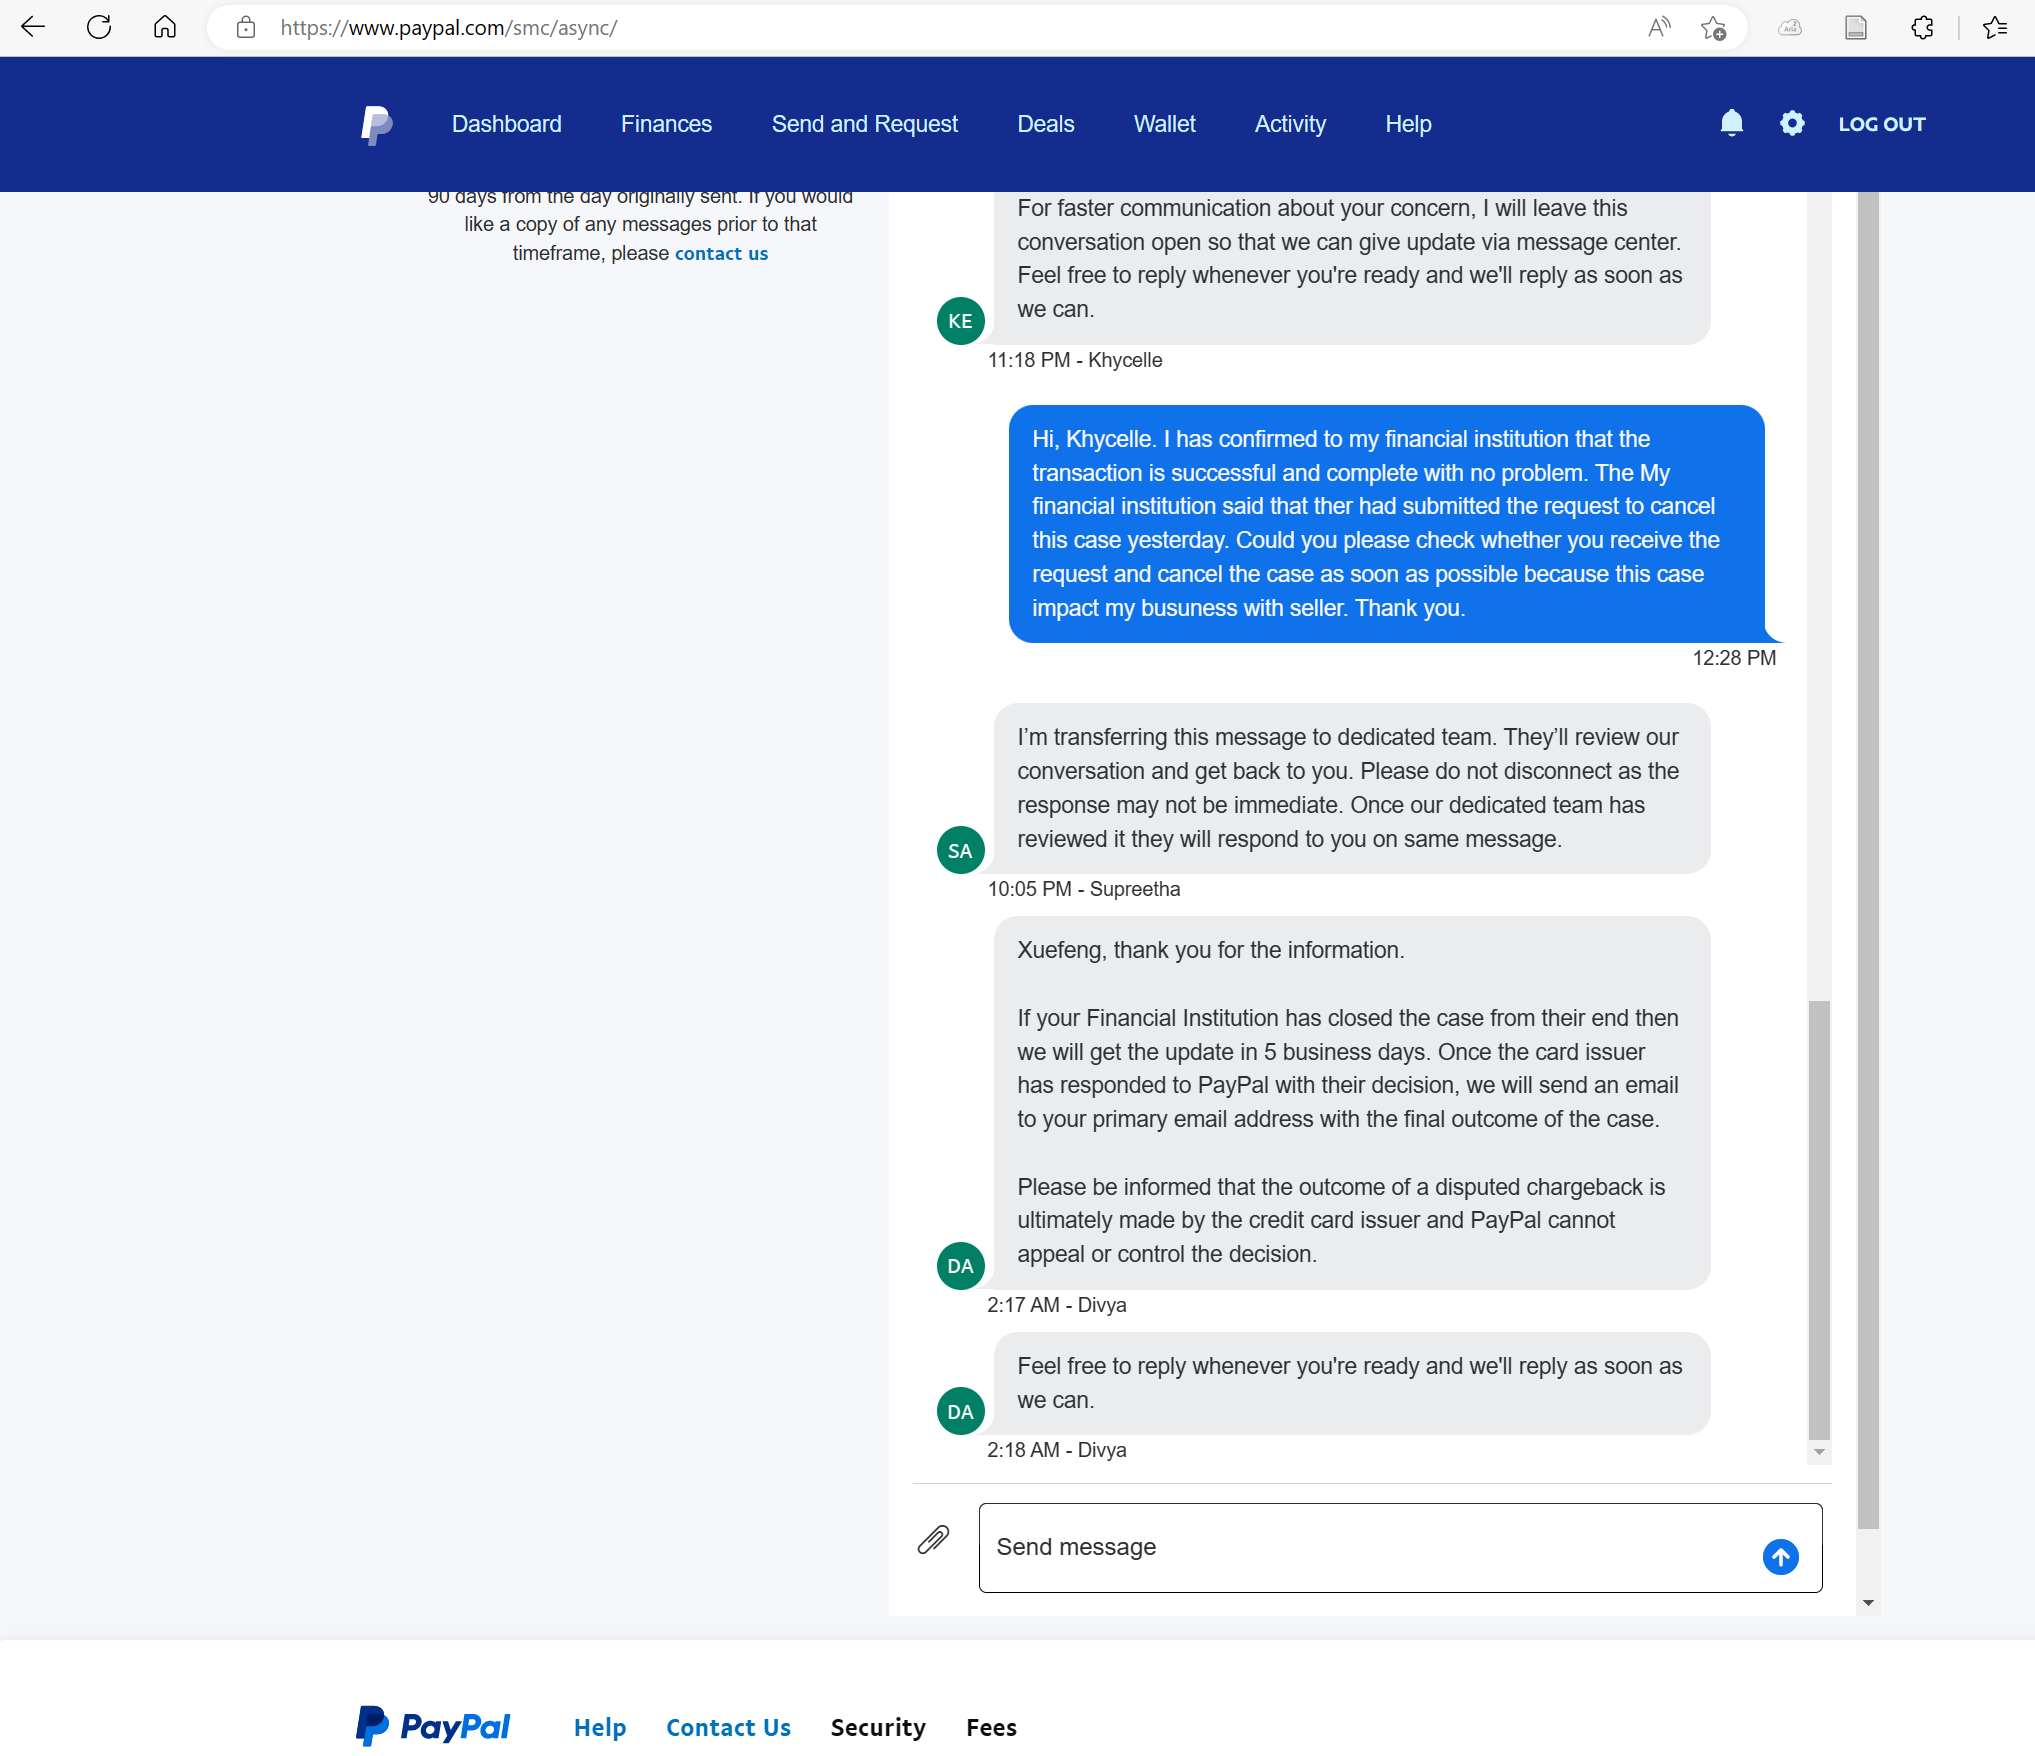 https://www.paypal.com/smc/async/
Dashboard Finances Send and Request Deals Wallet Activity Help LOG OUT
90 days from the day originally sent. If you would
like a copy of any messages prior to that
timeframe, please contact us
For faster communication about your concern, I will leave this
conversation open so that we can give update via message center.
Feel free to reply whenever you're ready and we'll reply as soon as
we can.
KE
11:18 PM - Khycelle
Hi, Khycelle. I has confirmed to my financial institution that the
transaction is successful and complete with no problem. The My
financial institution said that ther had submitted the request to cancel
this case yesterday. Could you please check whether you receive the
request and cancel the case as soon as possible because this case
impact my busuness with seller. Thank you.
12:28 PM
I’m transferring this message to dedicated team. They’ll review our
conversation and get back to you. Please do not disconnect as the
response may not be immediate. Once our dedicated team has
reviewed it they will respond to you on same message.
SA
10:05 PM - Supreetha
Xuefeng, thank you for the information.
If your Financial Institution has closed the case from their end then
we will get the update in 5 business days. Once the card issuer
has responded to PayPal with their decision, we will send an email
to your primary email address with the final outcome of the case.
Please be informed that the outcome of a disputed chargeback is
ultimately made by the credit card issuer and PayPal cannot
appeal or control the decision.
DA
2:17 AM - Divya
Feel free to reply whenever you're ready and we'll reply as soon as
we can.
DA
2:18 AM - Divya
Send message
PayPal Help Contact Us Security Fees